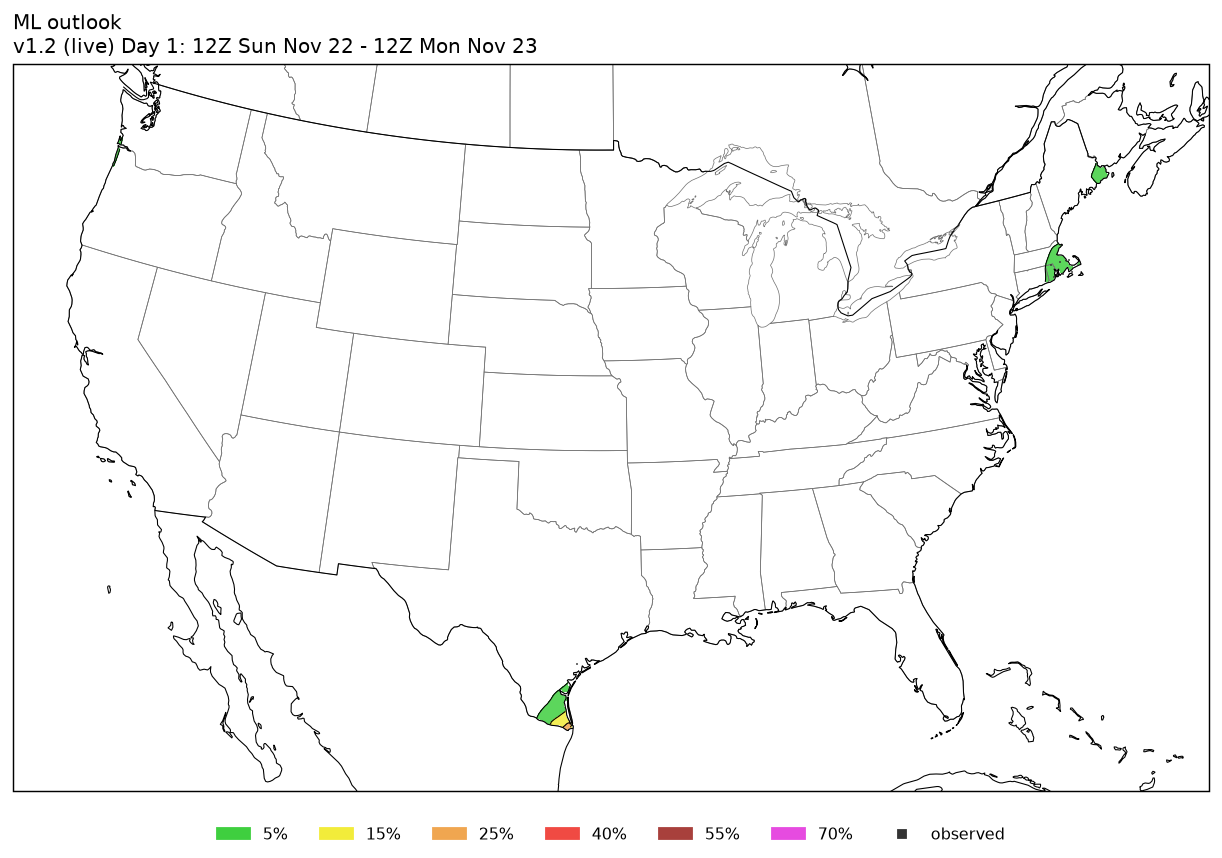 ML outlook
v1.2 (live) Day 1: 12Z Sun Nov 22 - 12Z Mon Nov 23
5% 15% 25% 40% 55% 70% observed